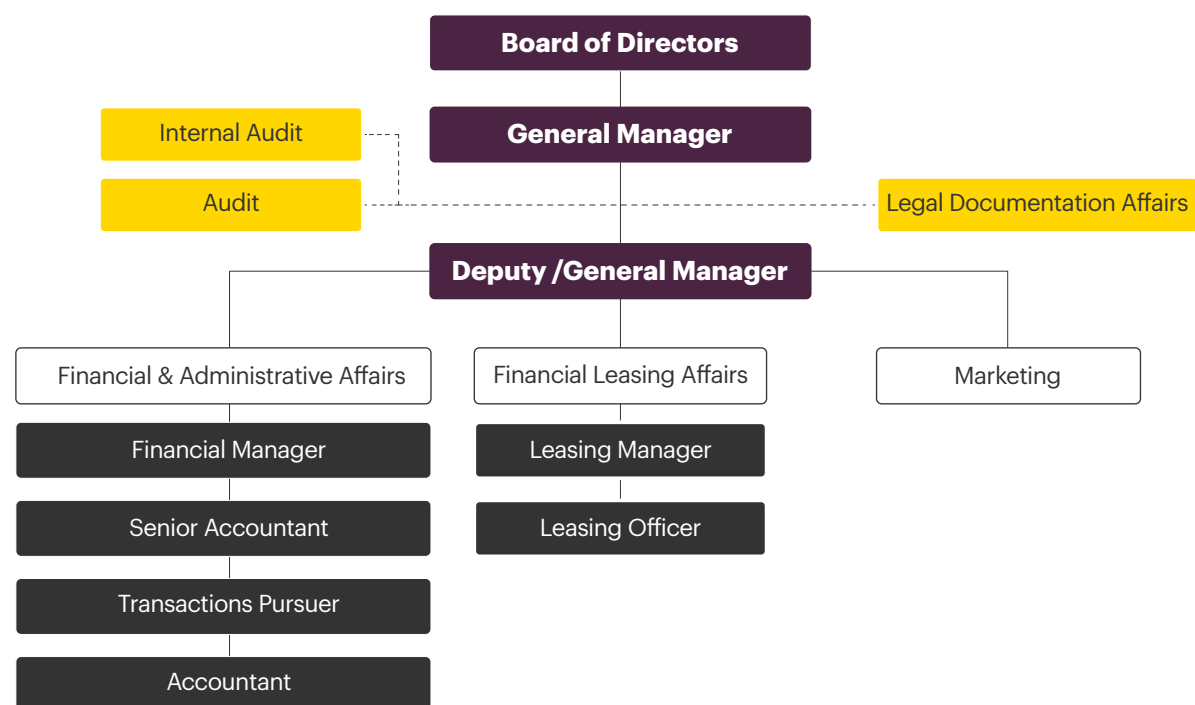 Board of Directors
General Manager
Internal Audit
Audit
Legal Documentation Affairs
Deputy /General Manager
Financial & Administrative Affairs
Financial Leasing Affairs
Marketing
Financial Manager
Leasing Manager
Senior Accountant
Leasing Officer
Transactions Pursuer
Accountant